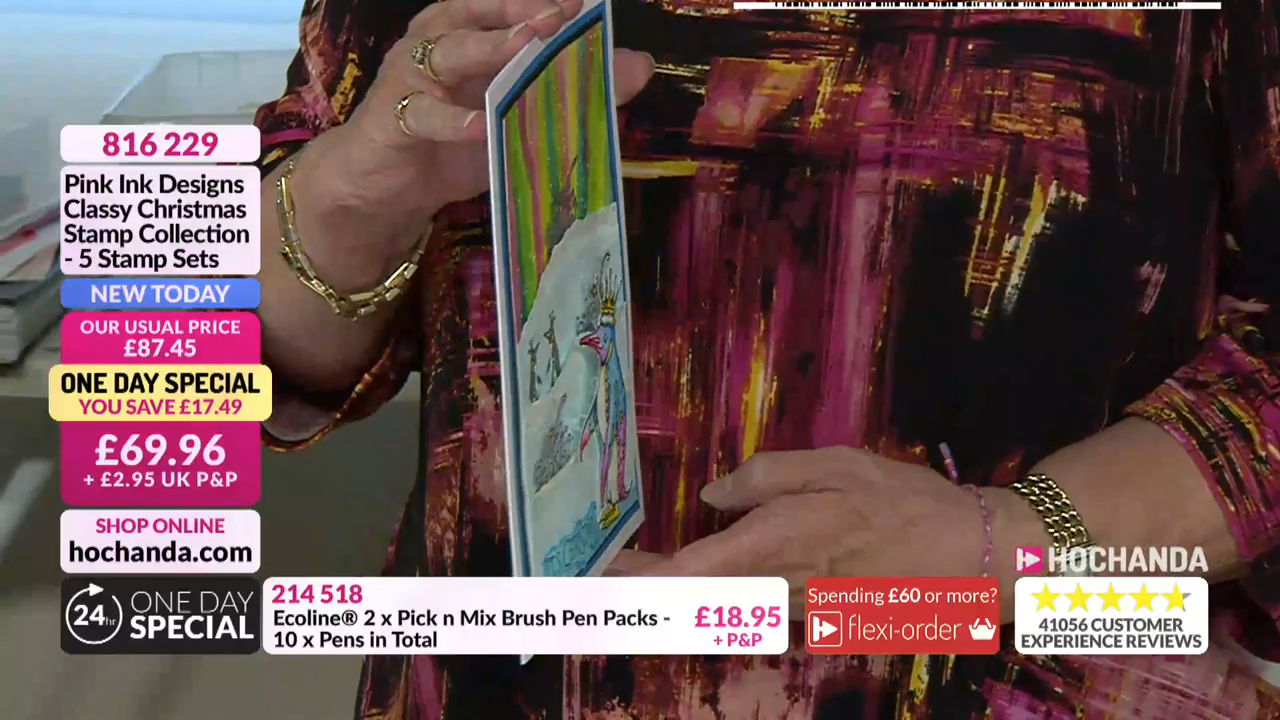 816 229
Pink Ink Designs
Classy Christmas
Stamp Collection
- 5 Stamp Sets
NEW TODAY
OUR USUAL PRICE
£87.45
ONE DAY SPECIAL
YOU SAVE £17.49
£69.96
+ £2.95 UK P&P
SHOP ONLINE
hochanda.com
24hr
ONE DAY
SPECIAL
214 518
Ecoline® 2 x Pick n Mix Brush Pen Packs -
10 x Pens in Total
£18.95
+ P&P
Spending £60 or more?
flexi-order
HOCHANDA
41056 CUSTOMER
EXPERIENCE REVIEWS